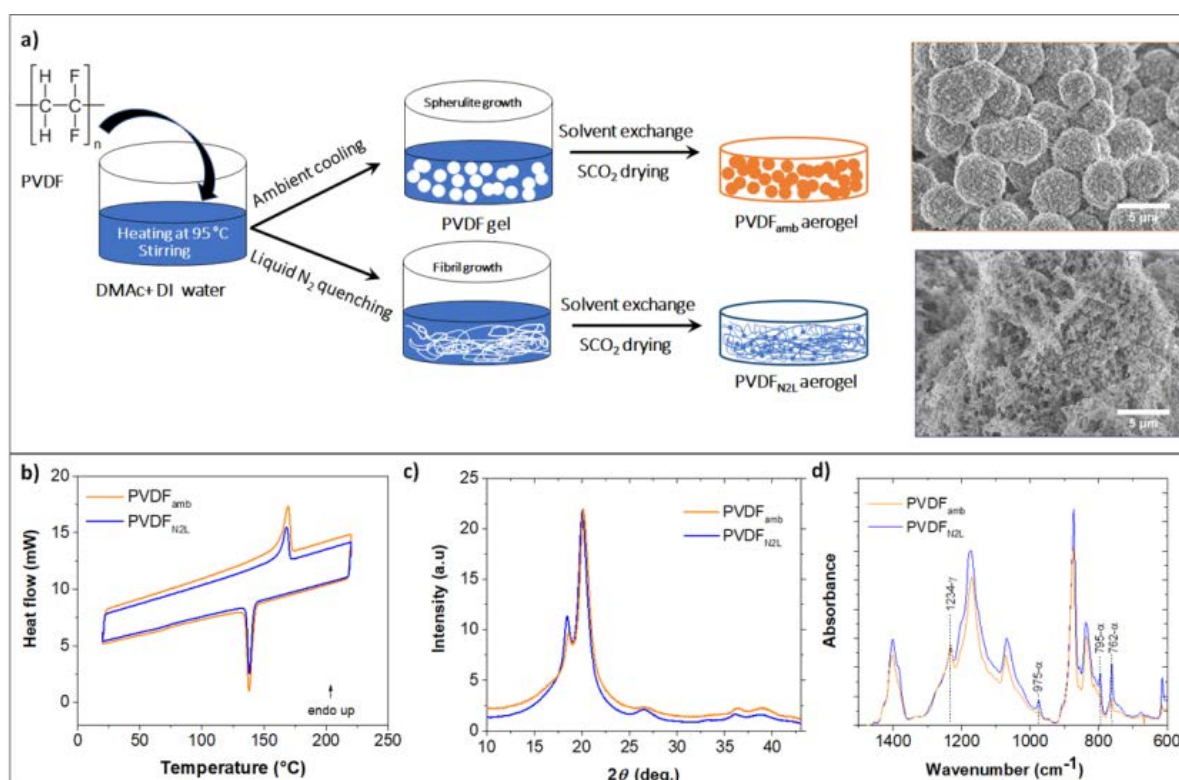 a)
H F
C C
H F
n
PVDF
Heating at 95 °C
Stirring
DMAc+ DI water
Ambient cooling
Liquid N2 quenching
Spherulite growth
PVDF gel
Fibril growth
Solvent exchange
SCO2 drying
PVDFamb aerogel
Solvent exchange
SCO2 drying
PVDFN2L aerogel
5 µm
5 µm
b)
20
15
10
5
0
Heat flow (mW)
PVDFamb
PVDFN2L
endo up
0 50 100 150 200 250
Temperature (°C)
c)
25
20
15
10
5
0
Intensity (a.u)
PVDFamb
PVDFN2L
10 20 30 40
2θ (deg.)
d)
Absorbance
PVDFamb
PVDFN2L
1234-γ
975-α
795-α
762-α
1400 1200 1000 800 600
Wavenumber (cm-1)